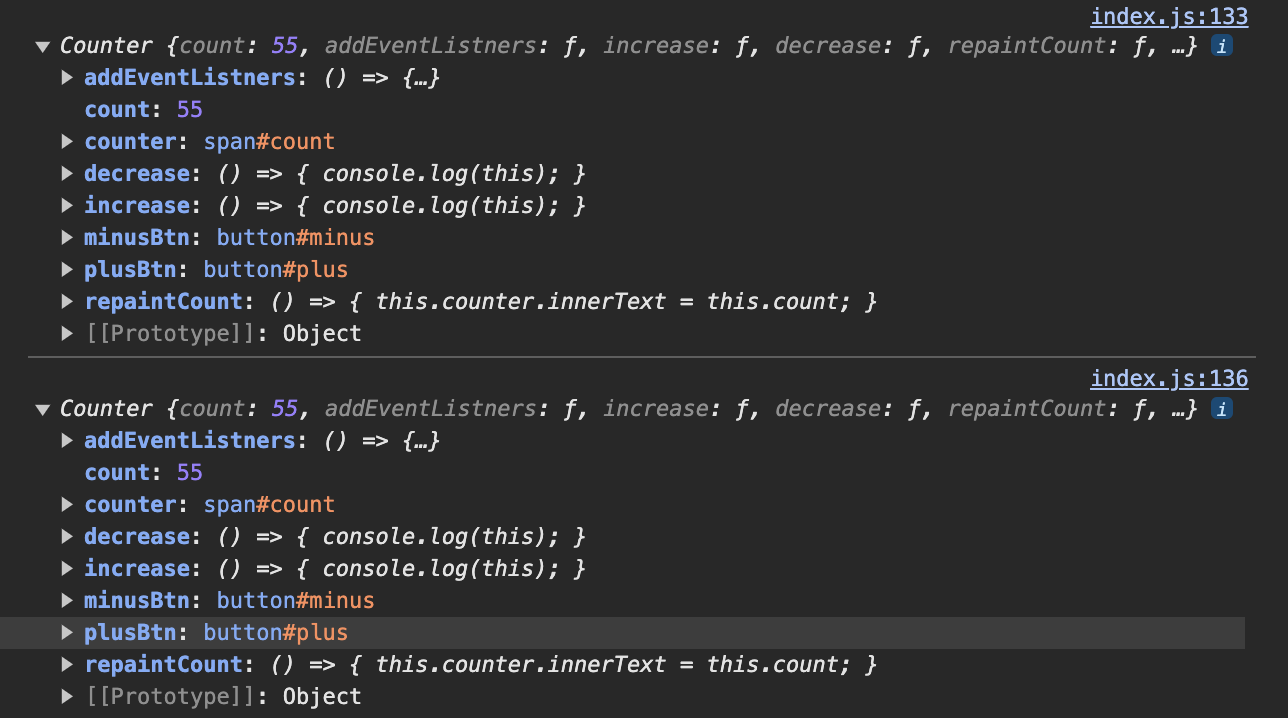 index.js:133
▼ Counter {count: 55, addEventListners: ƒ, increase: ƒ, decrease: ƒ, repaintCount: ƒ, …} i
▶ addEventListners: () => {…}
count: 55
▶ counter: span#count
▶ decrease: () => { console.log(this); }
▶ increase: () => { console.log(this); }
▶ minusBtn: button#minus
▶ plusBtn: button#plus
▶ repaintCount: () => { this.counter.innerText = this.count; }
▶ [[Prototype]]: Object
index.js:136
▼ Counter {count: 55, addEventListners: ƒ, increase: ƒ, decrease: ƒ, repaintCount: ƒ, …} i
▶ addEventListners: () => {…}
count: 55
▶ counter: span#count
▶ decrease: () => { console.log(this); }
▶ increase: () => { console.log(this); }
▶ minusBtn: button#minus
▶ plusBtn: button#plus
▶ repaintCount: () => { this.counter.innerText = this.count; }
▶ [[Prototype]]: Object